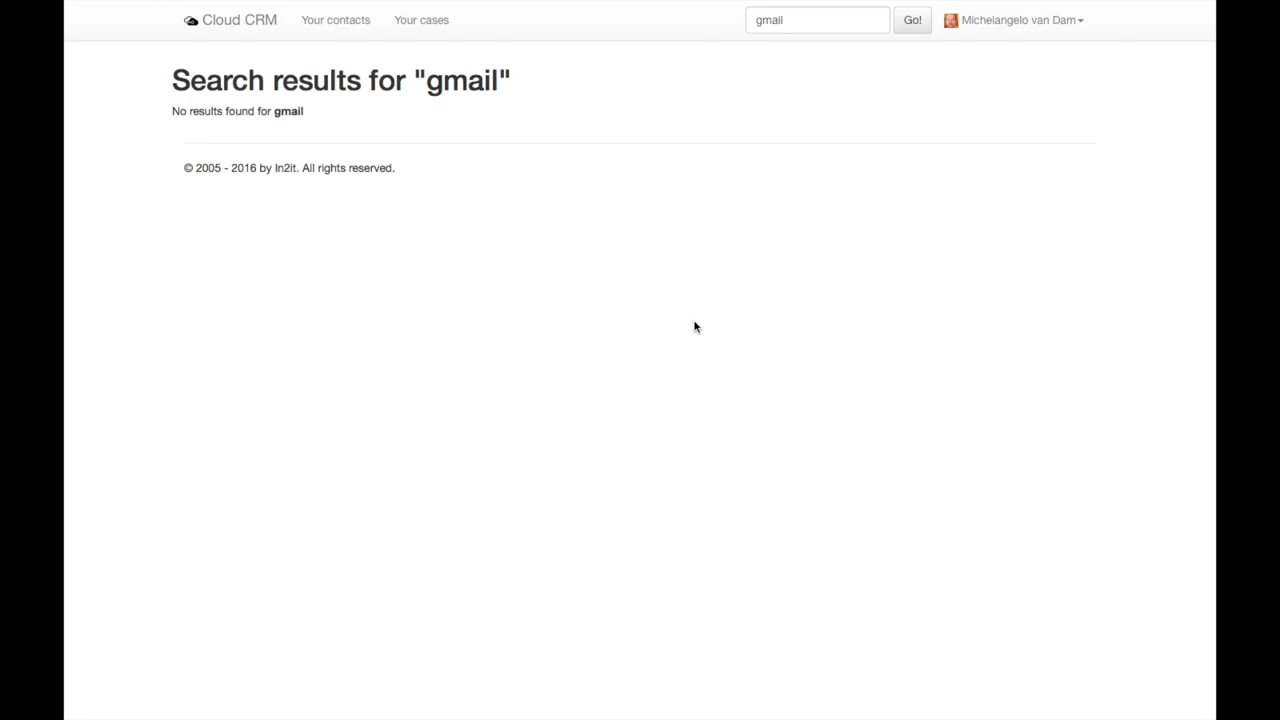 Cloud CRM Your contacts Your cases gmail Go! Michelangelo van Dam
Search results for "gmail"
No results found for gmail
© 2005 - 2016 by In2it. All rights reserved.